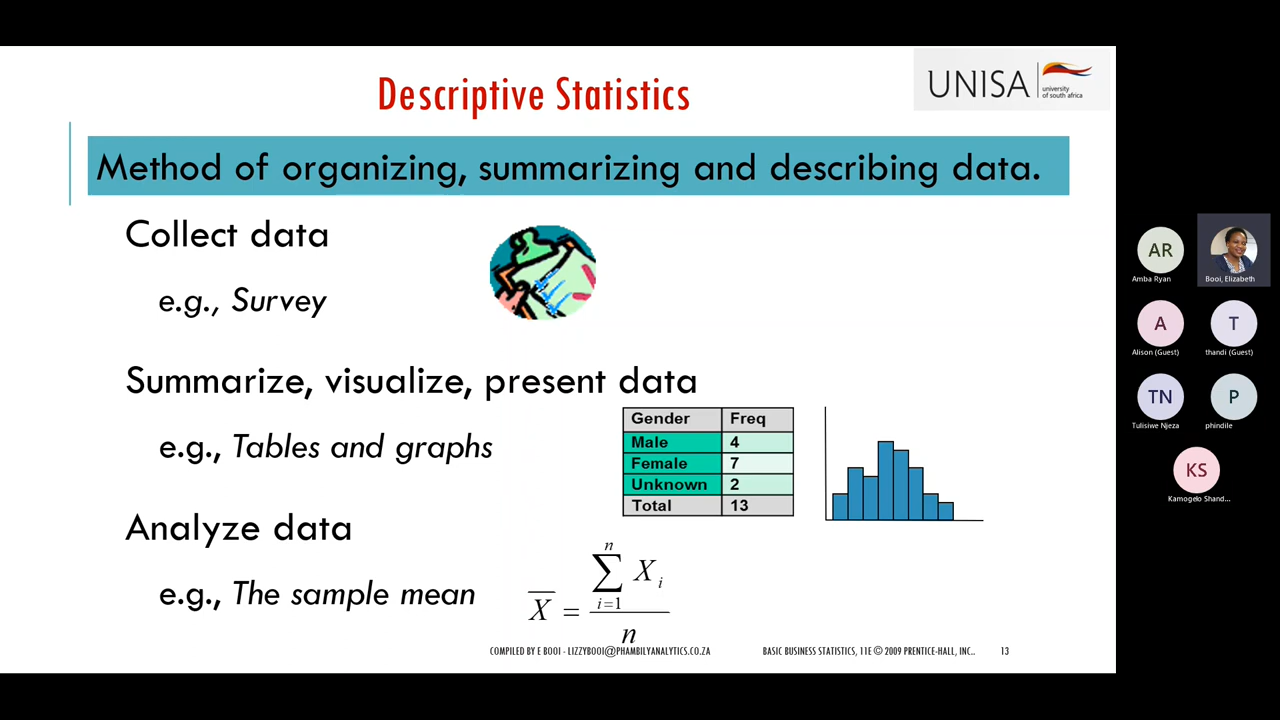 Descriptive Statistics
UNISA
university
of south africa
Method of organizing, summarizing and describing data.
Collect data
e.g., Survey
Summarize, visualize, present data
e.g., Tables and graphs
Gender Freq
Male 4
Female 7
Unknown 2
Total 13
Analyze data
e.g., The sample mean
X̅ = ∑ i=1 n X i / n
COMPILED BY E BOOI - LIZZYBOOI@PHAMBILYANALYTICS.CO.ZA
BASIC BUSINESS STATISTICS, 11E © 2009 PRENTICE-HALL, INC..
13
AR
Amba Ryan
Booi, Elizabeth
A
Alison (Guest)
T
thandi (Guest)
TN
Tulisiwe Njeza
P
phindile
KS
Kamogelo Shand...